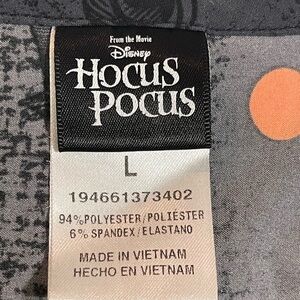 From the Movie
Disney
HOCUS
POCUS
L
194661373402
94%POLYESTER/POLIÉSTER
6% SPANDEX/ELASTANO
MADE IN VIETNAM
HECHO EN VIETNAM